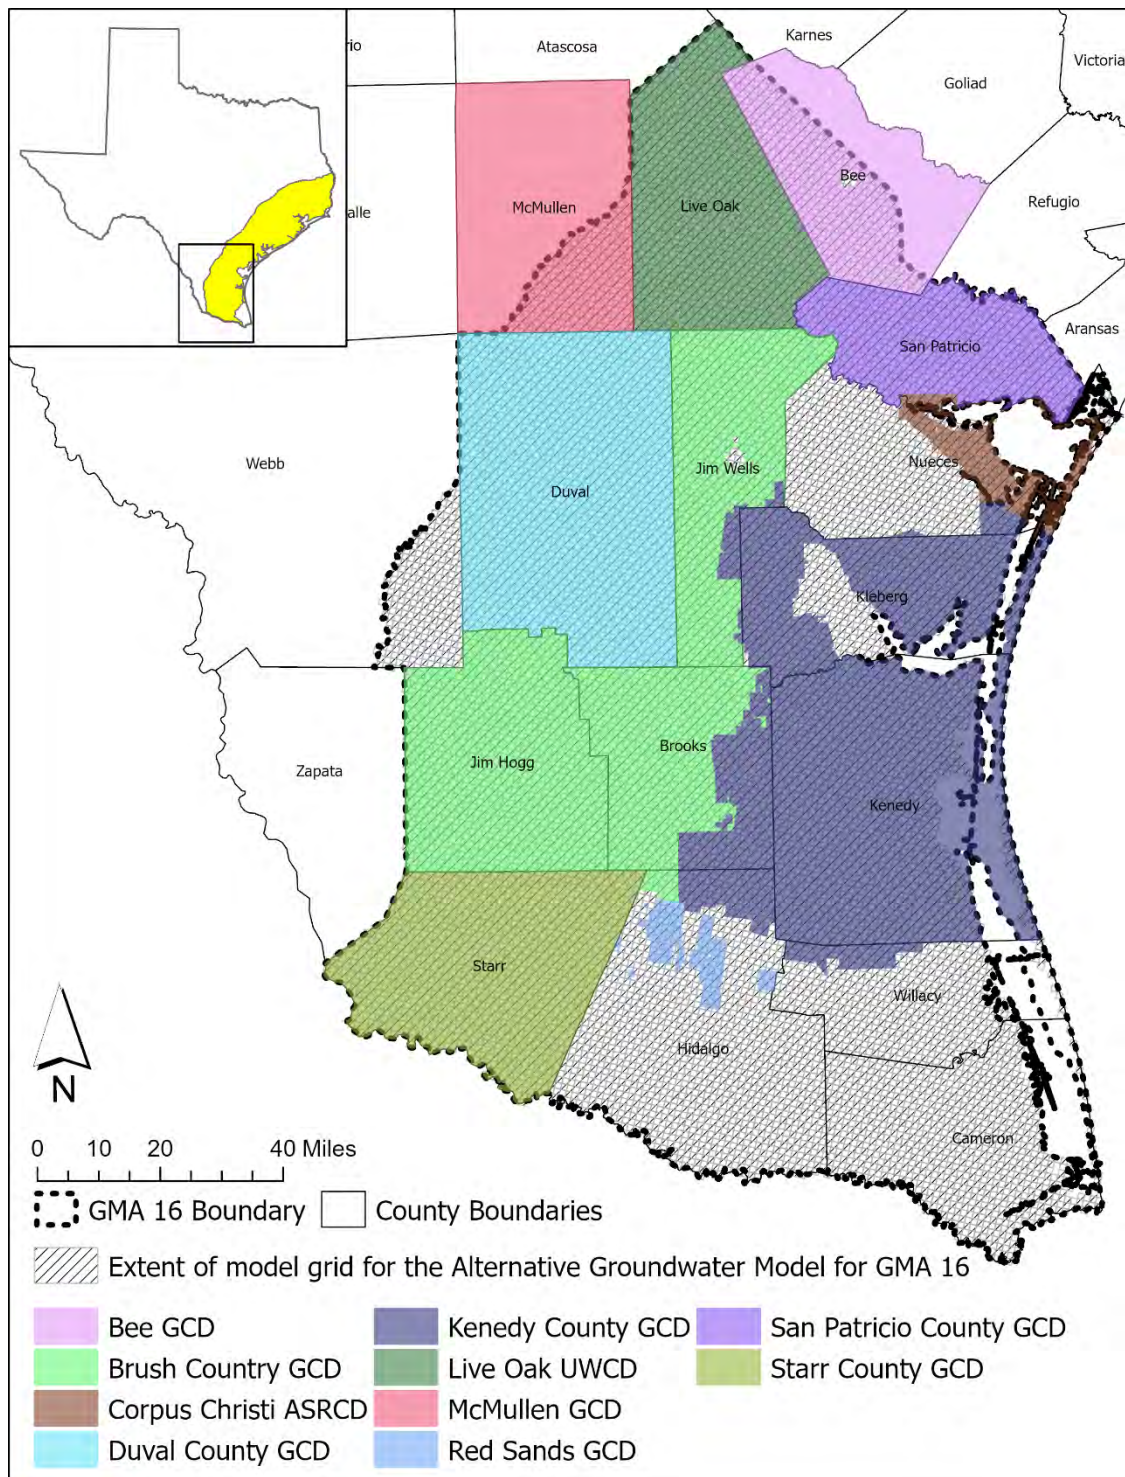 Karnes
rio
Atascosa
Victoria
Goliad
Bee
Refugio
alle
McMullen
Live Oak
Aransas
San Patricio
Webb
Nueces
Jim Wells
Duval
Kleberg
Brooks
Zapata
Jim Hogg
Kenedy
Starr
Willacy
Hidalgo
N
Cameron
0 10 20 40 Miles
GMA 16 Boundary County Boundaries
Extent of model grid for the Alternative Groundwater Model for GMA 16
Bee GCD Kenedy County GCD San Patricio County GCD
Brush Country GCD Live Oak UWCD Starr County GCD
Corpus Christi ASRCD McMullen GCD
Duval County GCD Red Sands GCD